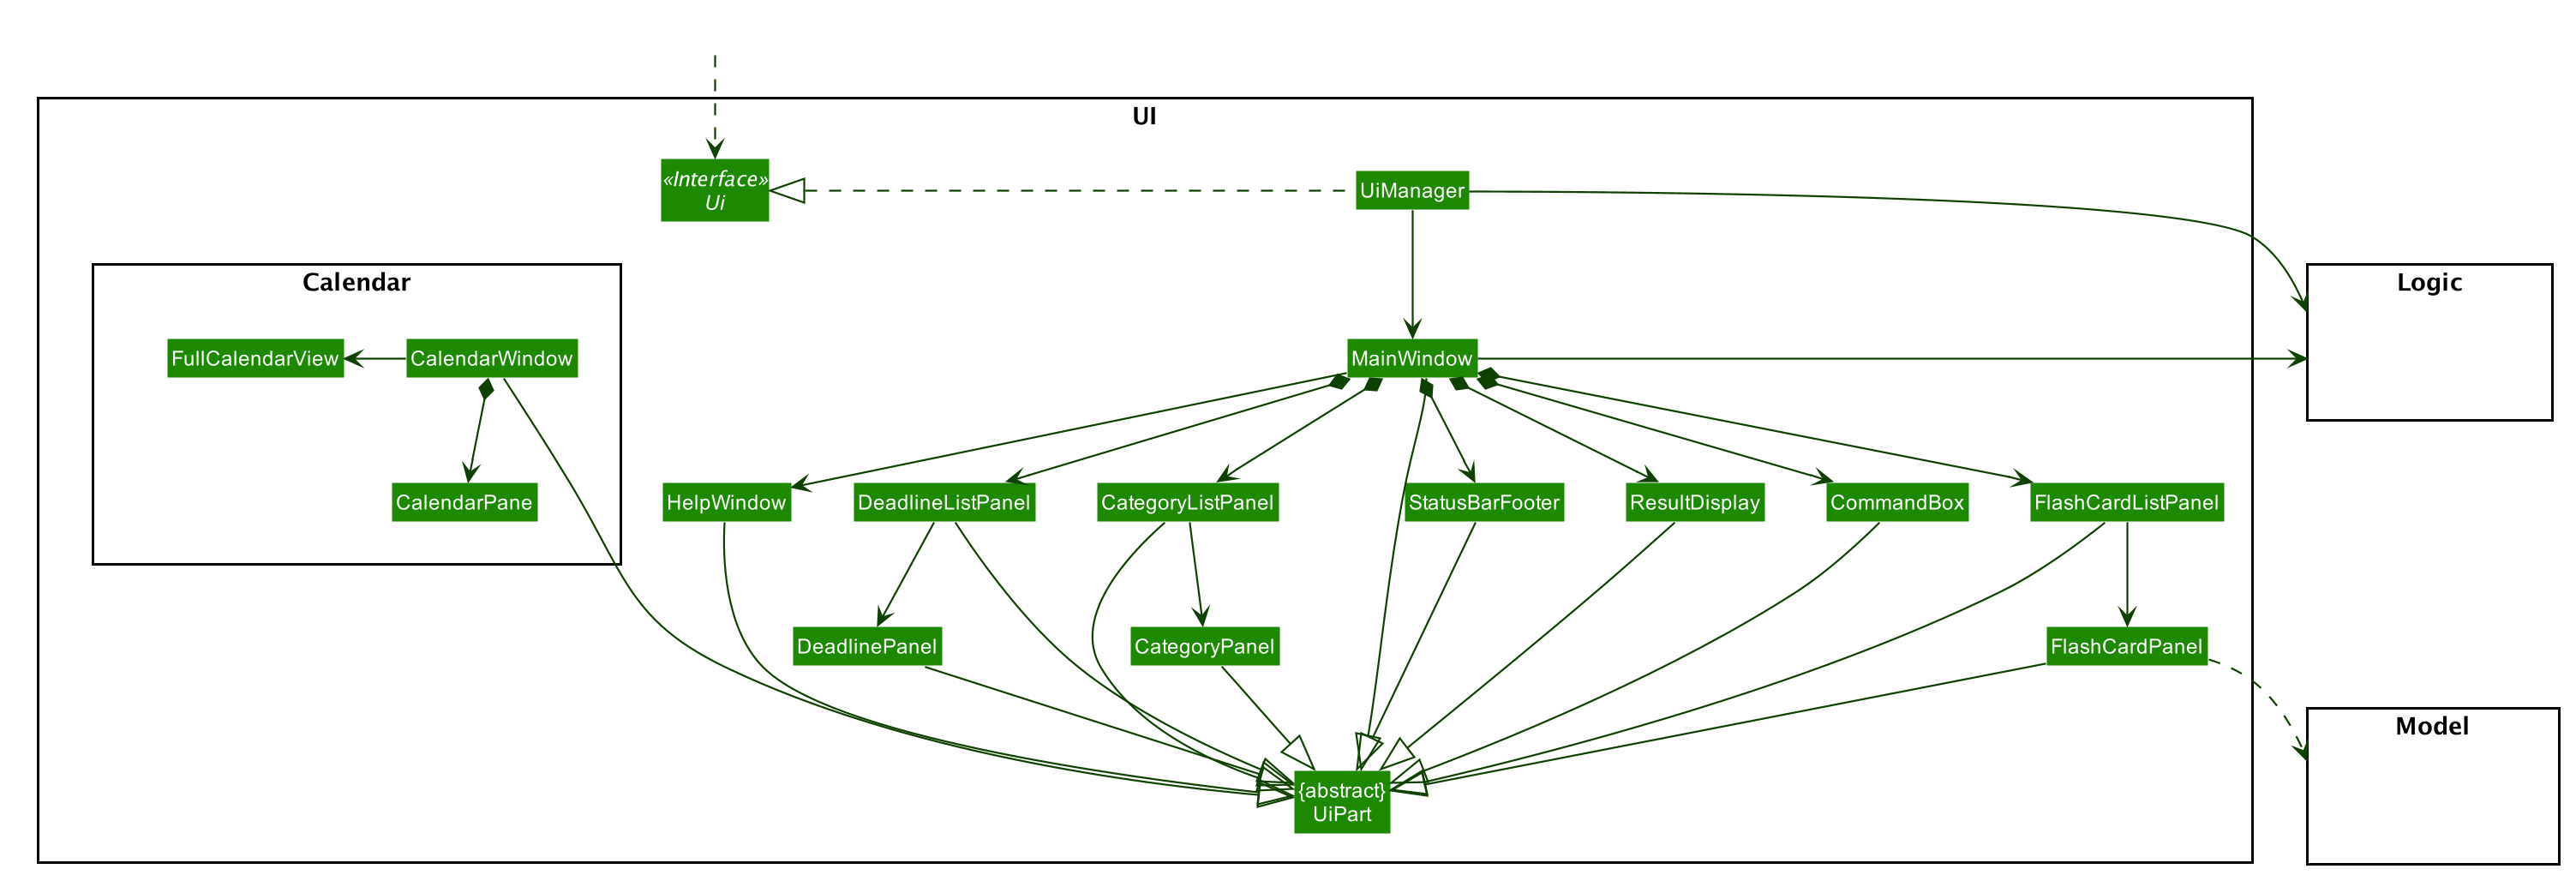 UI
«Interface»
Ui
UiManager
Calendar
Logic
FullCalendarView
CalendarWindow
MainWindow
CalendarPane
HelpWindow
DeadlineListPanel
CategoryListPanel
StatusBarFooter
ResultDisplay
CommandBox
FlashCardListPanel
DeadlinePanel
CategoryPanel
FlashCardPanel
Model
{abstract}
UiPart